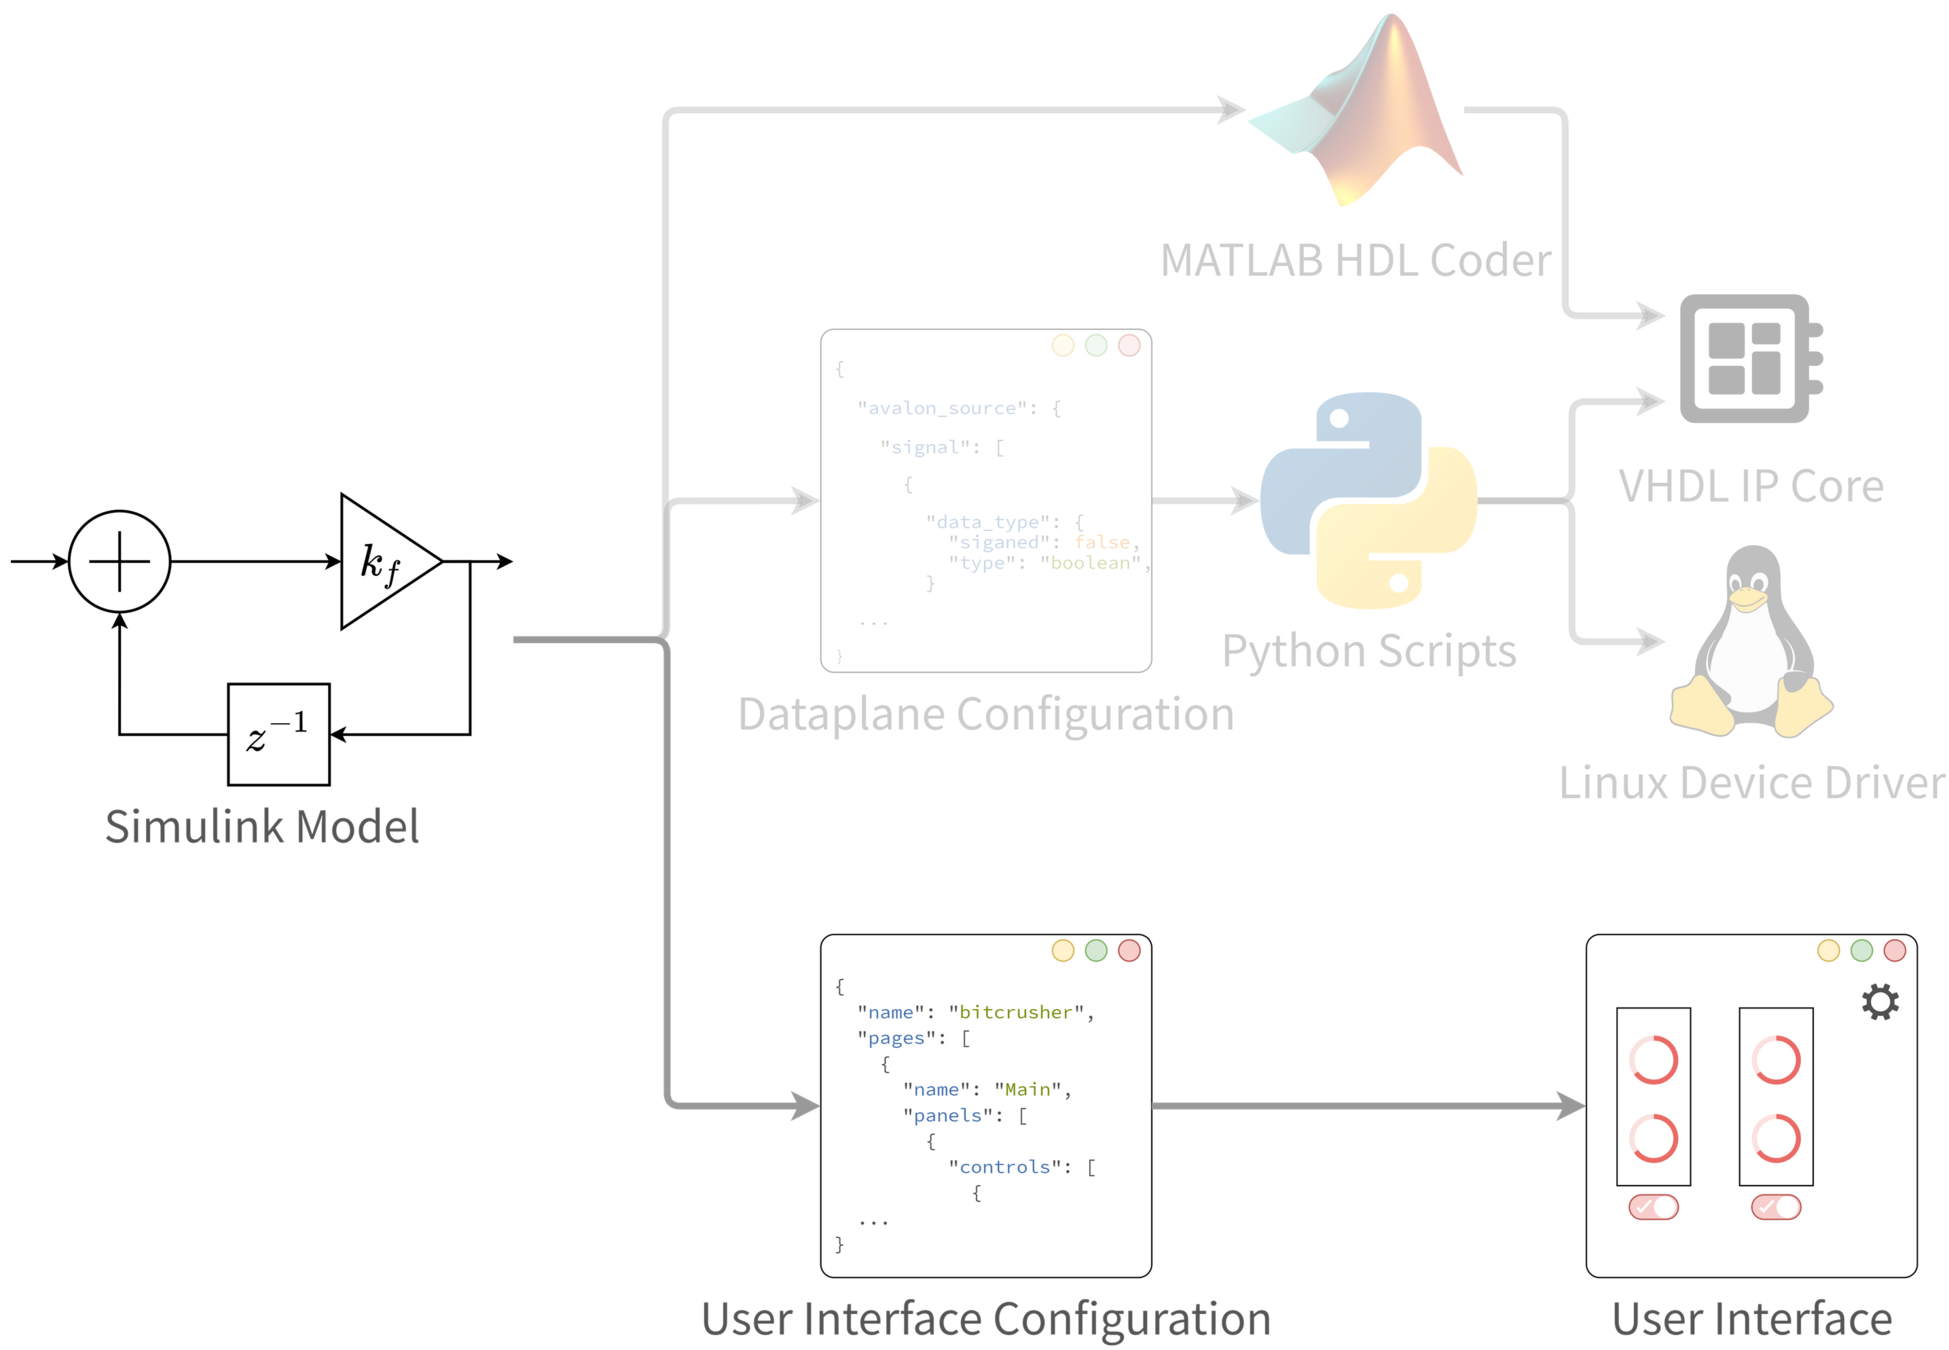 MATLAB HDL Coder
{
"avalon_source": {
"signal": [
{
"data_type": {
"siganed": false,
"type": "boolean",
}
...
}
Dataplane Configuration
Python Scripts
VHDL IP Core
Linux Device Driver
k_f
z^{-1}
Simulink Model
{
"name": "bitcrusher",
"pages": [
{
"name": "Main",
"panels": [
{
"controls": [
{
...
}
User Interface Configuration
User Interface